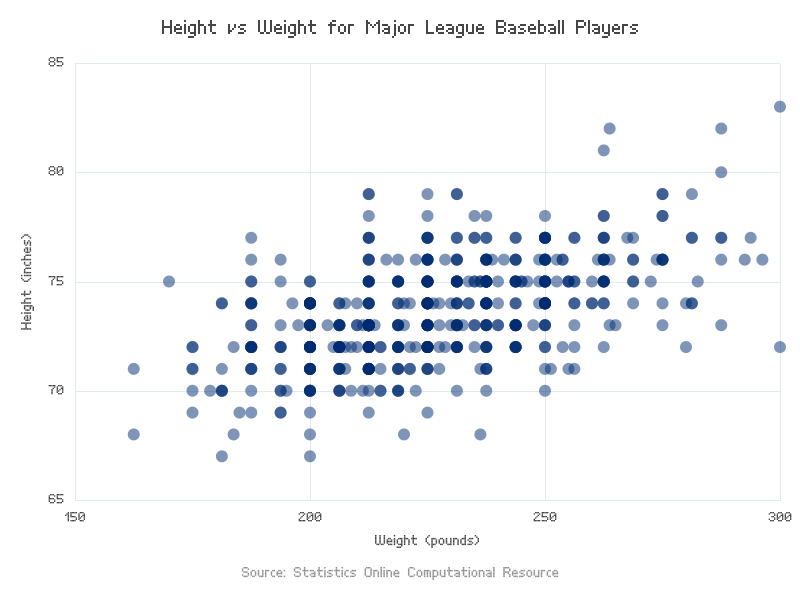 Height vs Weight for Major League Baseball Players
85
80
75
70
65
Height (inches)
150
200
250
300
Weight (pounds)
Source: Statistics Online Computational Resource